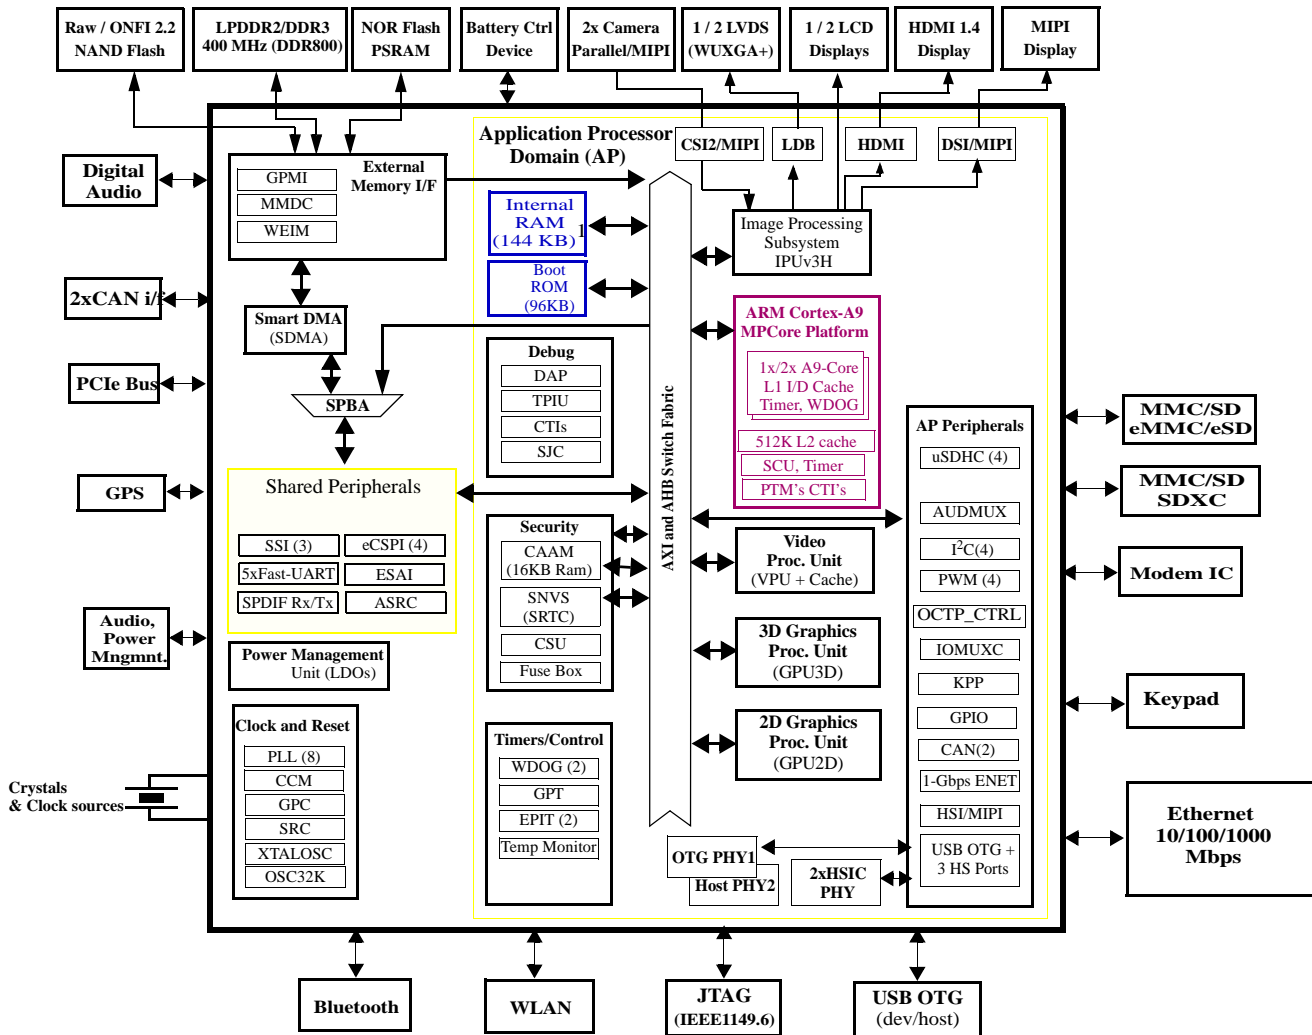 Raw / ONFI 2.2
NAND Flash
LPDDR2/DDR3
400 MHz (DDR800)
NOR Flash
PSRAM
Battery Ctrl
Device
2x Camera
Parallel/MIPI
1 / 2 LVDS
(WUXGA+)
1 / 2 LCD
Displays
HDMI 1.4
Display
MIPI
Display
Application Processor
Domain (AP)
CSI2/MIPI
LDB
HDMI
DSI/MIPI
External
Memory I/F
GPMI
MMDC
WEIM
Digital
Audio
Internal
RAM
(144 KB) 1
Boot
ROM
(96KB)
Image Processing
Subsystem
IPUv3H
2xCAN i/f
Smart DMA
(SDMA)
SPBA
PCIe Bus
Debug
DAP
TPIU
CTIs
SJC
AXI and AHB Switch Fabric
ARM Cortex-A9
MPCore Platform
1x/2x A9-Core
L1 I/D Cache
Timer, WDOG
512K L2 cache
SCU, Timer
PTM's CTI's
AP Peripherals
uSDHC (4)
AUDMUX
I2C(4)
PWM (4)
OCTP_CTRL
IOMUXC
KPP
GPIO
CAN(2)
1-Gbps ENET
HSI/MIPI
USB OTG +
3 HS Ports
MMC/SD
eMMC/eSD
MMC/SD
SDXC
Modem IC
Keypad
Ethernet
10/100/1000
Mbps
GPS
Shared Peripherals
SSI (3)
eCSPI (4)
5xFast-UART
ESAI
SPDIF Rx/Tx
ASRC
Security
CAAM
(16KB Ram)
SNVS
(SRTC)
CSU
Fuse Box
Video
Proc. Unit
(VPU + Cache)
3D Graphics
Proc. Unit
(GPU3D)
2D Graphics
Proc. Unit
(GPU2D)
Audio,
Power
Mngmnt.
Power Management
Unit (LDOs)
Clock and Reset
PLL (8)
CCM
GPC
SRC
XTALOSC
OSC32K
Timers/Control
WDOG (2)
GPT
EPIT (2)
Temp Monitor
Crystals
& Clock sources
OTG PHY1
Host PHY2
2xHSIC
PHY
Bluetooth
WLAN
JTAG
(IEEE1149.6)
USB OTG
(dev/host)